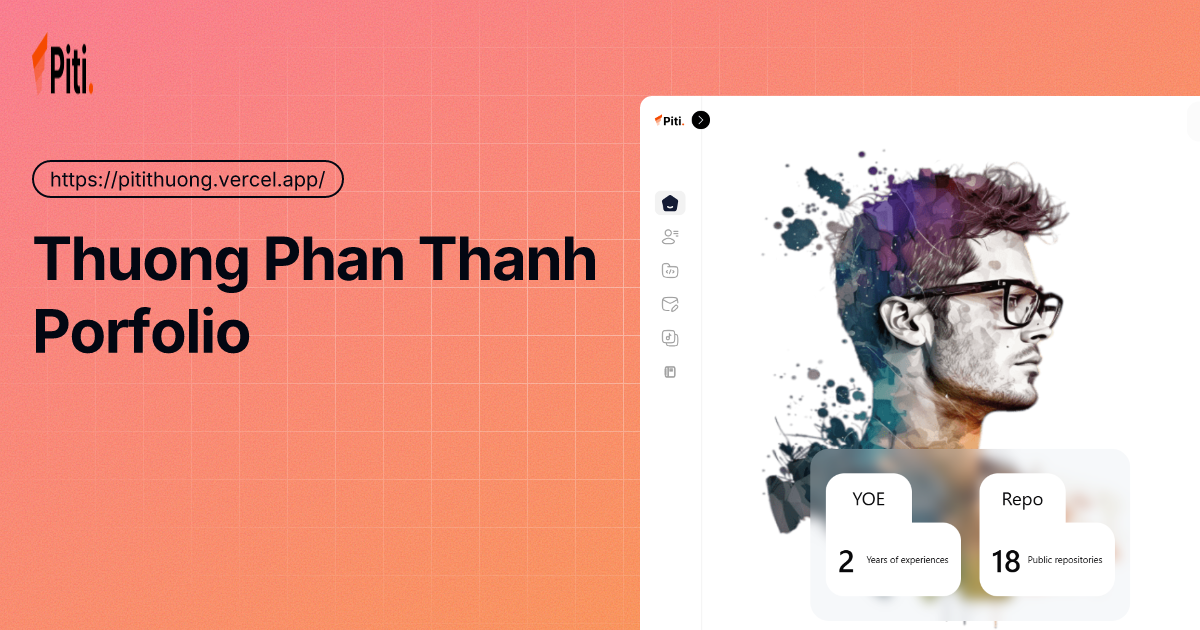 Piti.
https://pitithuong.vercel.app/
Thuong Phan Thanh
Porfolio
Piti.
YOE
2 Years of experiences
Repo
18 Public repositories